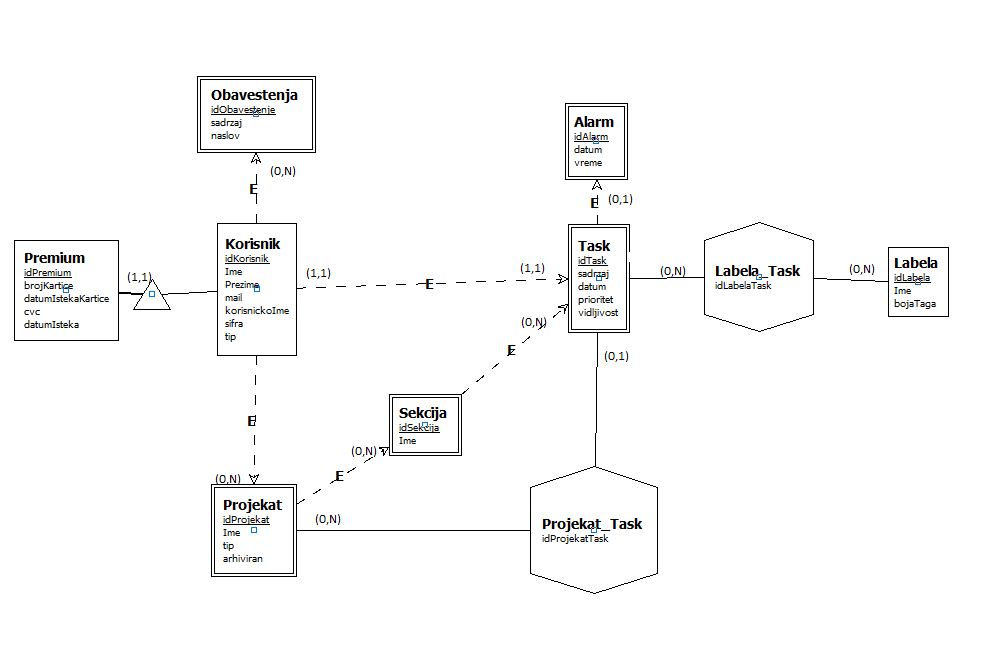 Obavestenja
idObavestenje
sadrzaj
naslov
(0,N)
E
Alarm
idAlarm
datum
vreme
(0,1)
E
Premium
idPremium
brojKartice
datumIstekaKartice
cvc
datumIsteka
(1,1)
Korisnik
idKorisnik
Ime
Prezime
mail
korisnickoIme
sifra
tip
(1,1)
E
(1,1)
Task
idTask
sadrzaj
datum
prioritet
vidljivost
(0,N)
Labela_Task
idLabelaTask
(0,N)
Labela
idLabela
Ime
bojaTaga
(0,N)
E
(0,1)
E
Sekcija
idSekcija
Ime
(0,N)
E
(0,N)
Projekat
idProjekat
Ime
tip
arhiviran
(0,N)
Projekat_Task
idProjekatTask